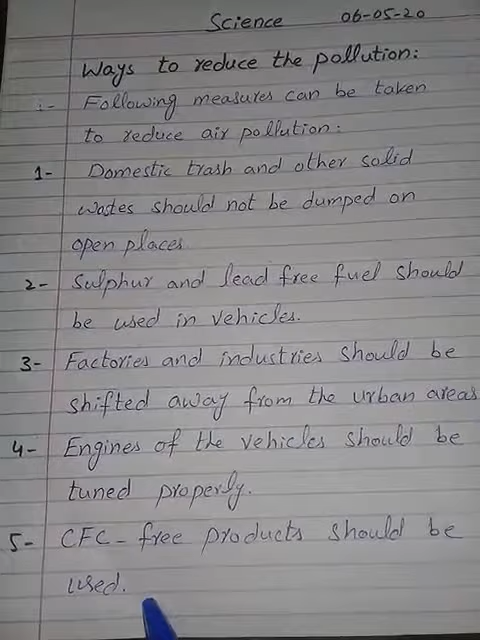 Science 06-05-20
Ways to reduce the pollution:
:- Following measures can be taken
to reduce air pollution:
1- Domestic trash and other solid
wastes should not be dumped on
open places
2- Sulphur and lead free fuel should
be used in vehicles.
3- Factories and industries should be
shifted away from the urban areas
4- Engines of the vehicles should be
tuned properly.
5- CFC-free products should be
used.